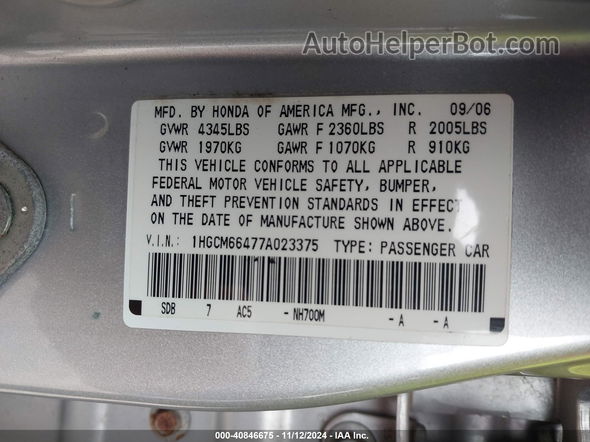 AutoHelperBot.com
MFD. BY HONDA OF AMERICA MFG., INC. 09/06
GVWR 4345LBS GAWR F 2360LBS R 2005LBS
GVWR 1970KG GAWR F 1070KG R 910KG
THIS VEHICLE CONFORMS TO ALL APPLICABLE
FEDERAL MOTOR VEHICLE SAFETY, BUMPER,
AND THEFT PREVENTION STANDARDS IN EFFECT
ON THE DATE OF MANUFACTURE SHOWN ABOVE.
V.I.N.: 1HGCM66477A023375 TYPE: PASSENGER CAR
SDB 7 AC5 - NH700M - A - A
000-40846675 - 11/12/2024 - IAA Inc.